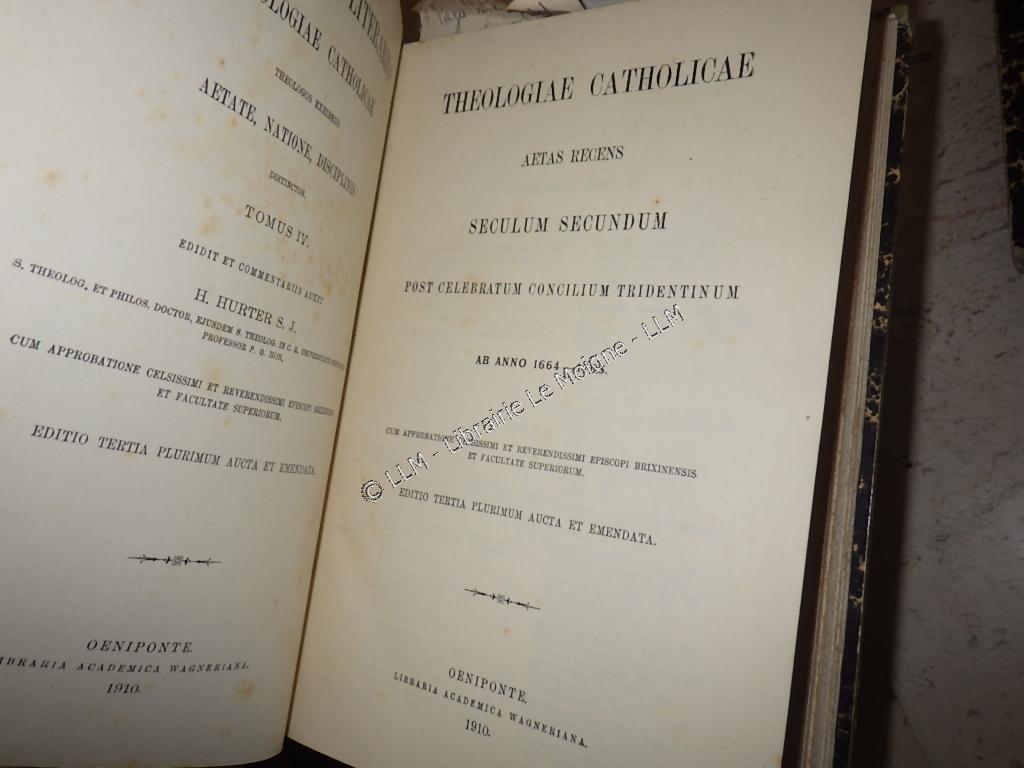 LITERARIUS
THEOLOGIAE CATHOLICAE
THEOLOGOS EXHIBENS
AETATE, NATIONE, DISCIPLINIS
DISTINCTOS.
TOMUS IV.
EDIDIT ET COMMENTARIIS AUXIT
H. HURTER S. J.
S. THEOLOG. ET PHILOS. DOCTOR, EJUSDEM S. THEOLOG. IN C. R. UNIVERSITATE
PROFESSOR P. O. HON.
CUM APPROBATIONE CELSISSIMI ET REVERENDISSIMI EPISCOPI BRIXINENSIS
ET FACULTATE SUPERIORUM.
EDITIO TERTIA PLURIMUM AUCTA ET EMENDATA.
OENIPONTE.
LIBRARIA ACADEMICA WAGNERIANA.
1910.
THEOLOGIAE CATHOLICAE
AETAS RECENS
SECULUM SECUNDUM
POST CELEBRATUM CONCILIUM TRIDENTINUM
AB ANNO 1664
CUM APPROBATIONE CELSISSIMI ET REVERENDISSIMI EPISCOPI BRIXINENSIS
ET FACULTATE SUPERIORUM.
EDITIO TERTIA PLURIMUM AUCTA ET EMENDATA.
OENIPONTE.
LIBRARIA ACADEMICA WAGNERIANA.
1910.
© LLM - Librairie Le Moigne - LLM